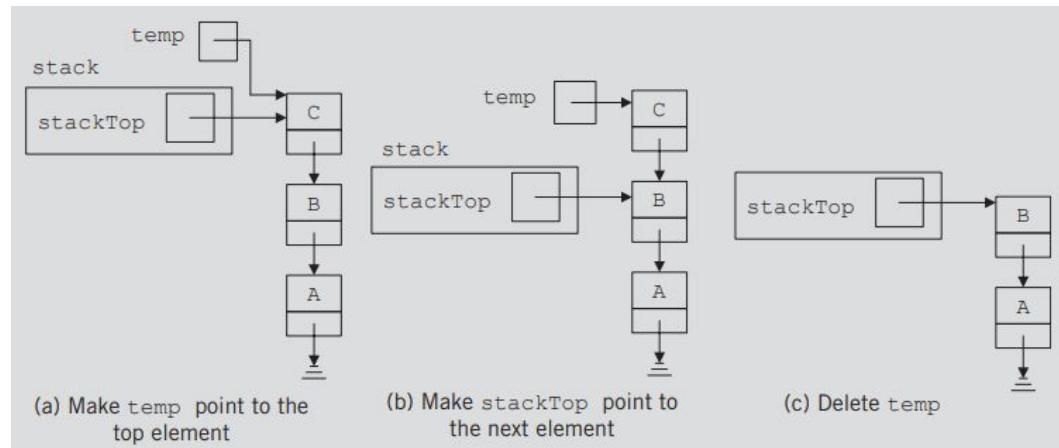 temp
stack
stackTop
C
B
A
(a) Make temp point to the
top element
temp
C
stack
stackTop
B
A
(b) Make stackTop point to
the next element
stackTop
B
A
(c) Delete temp